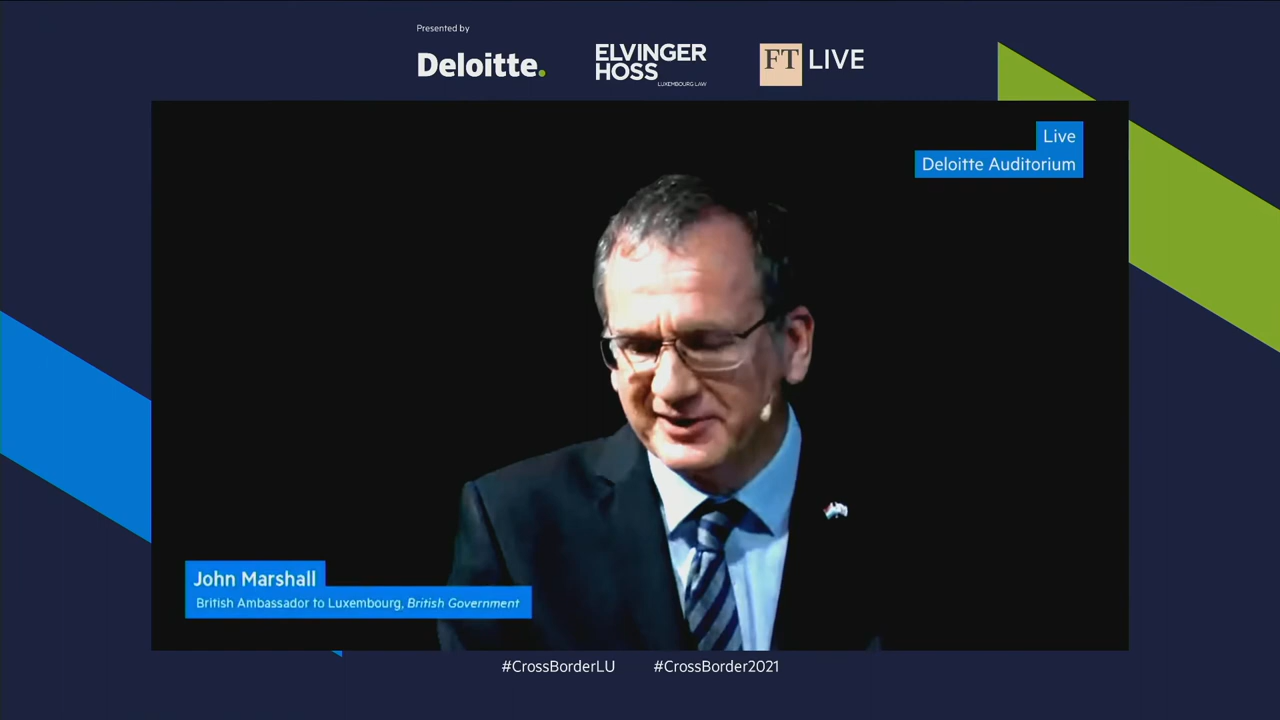 Presented by
Deloitte.
ELVINGER
HOSS
LUXEMBOURG LAW
FT LIVE
Live
Deloitte Auditorium
John Marshall
British Ambassador to Luxembourg, British Government
#CrossBorderLU #CrossBorder2021